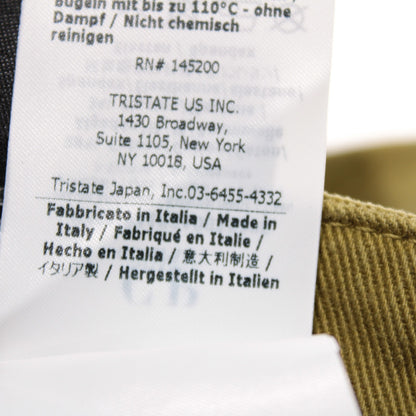 Bügeln mit bis zu 110°C - ohne
Dampf / Nicht chemisch
reinigen
RN# 145200
TRISTATE US INC.
1430 Broadway,
Suite 1105, New York
NY 10018, USA
Tristate Japan, Inc.03-6455-4332
Fabbricato in Italia / Made in
Italy / Fabriqué en Italie /
Hecho en Italia / 意大利制造 /
イタリア製 / Hergestellt in Italien